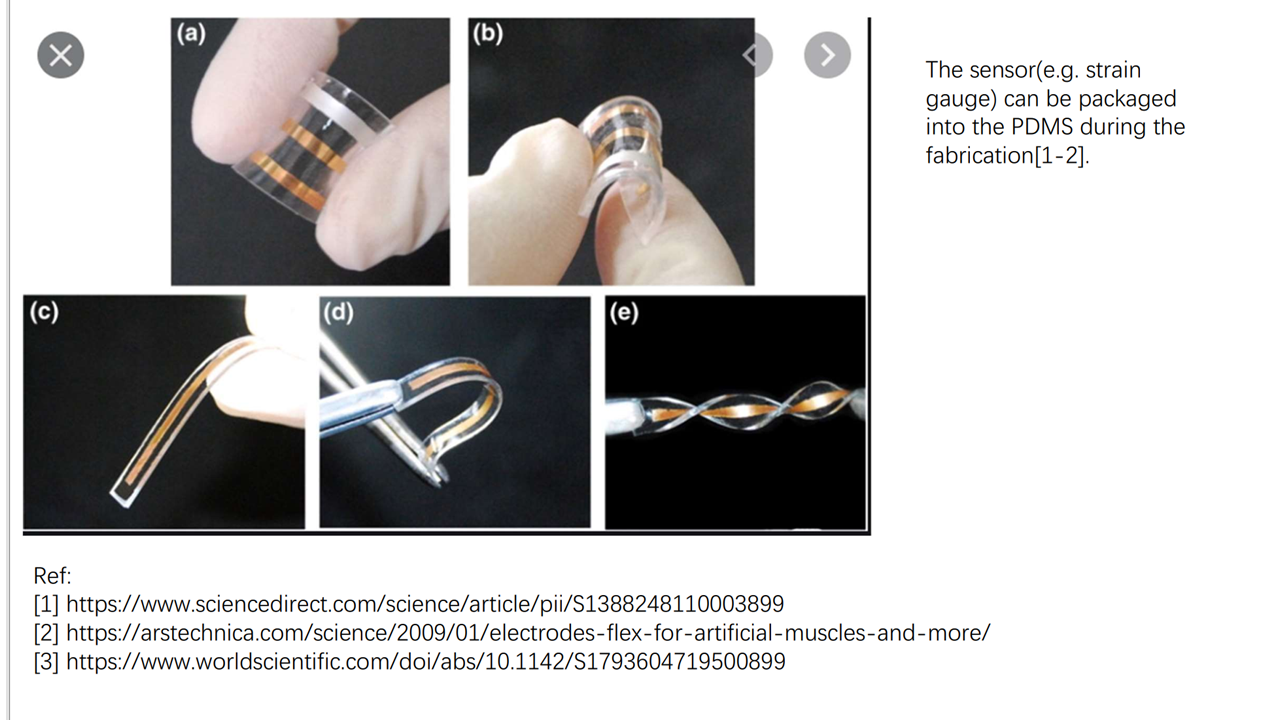 (a)
(b)
The sensor(e.g. strain
gauge) can be packaged
into the PDMS during the
fabrication[1-2].
(c)
(d)
(e)
Ref:
[1] https://www.sciencedirect.com/science/article/pii/S1388248110003899
[2] https://arstechnica.com/science/2009/01/electrodes-flex-for-artificial-muscles-and-more/
[3] https://www.worldscientific.com/doi/abs/10.1142/S1793604719500899